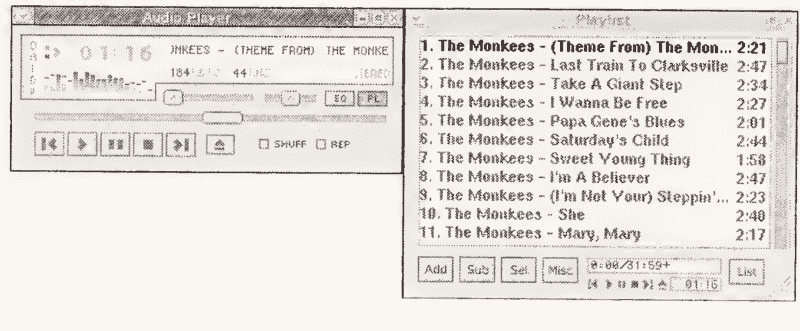 Audio Player
01:16
NKEES - (THEME FROM) THE MONKE
184 44
EQ PL
SHUFF REP
Playlist
1. The Monkees - (Theme From) The Mon... 2:21
2. The Monkees - Last Train To Clarksville 2:47
3. The Monkees - Take A Giant Step 2:34
4. The Monkees - I Wanna Be Free 2:27
5. The Monkees - Papa Gene's Blues 2:01
6. The Monkees - Saturday's Child 2:44
7. The Monkees - Sweet Young Thing 1:58
8. The Monkees - I'm A Believer 2:47
9. The Monkees - (I'm Not Your) Steppin'... 2:23
10. The Monkees - She 2:40
11. The Monkees - Mary, Mary 2:17
Add Sub Sel Misc 0:00/31:59+ List
01:16